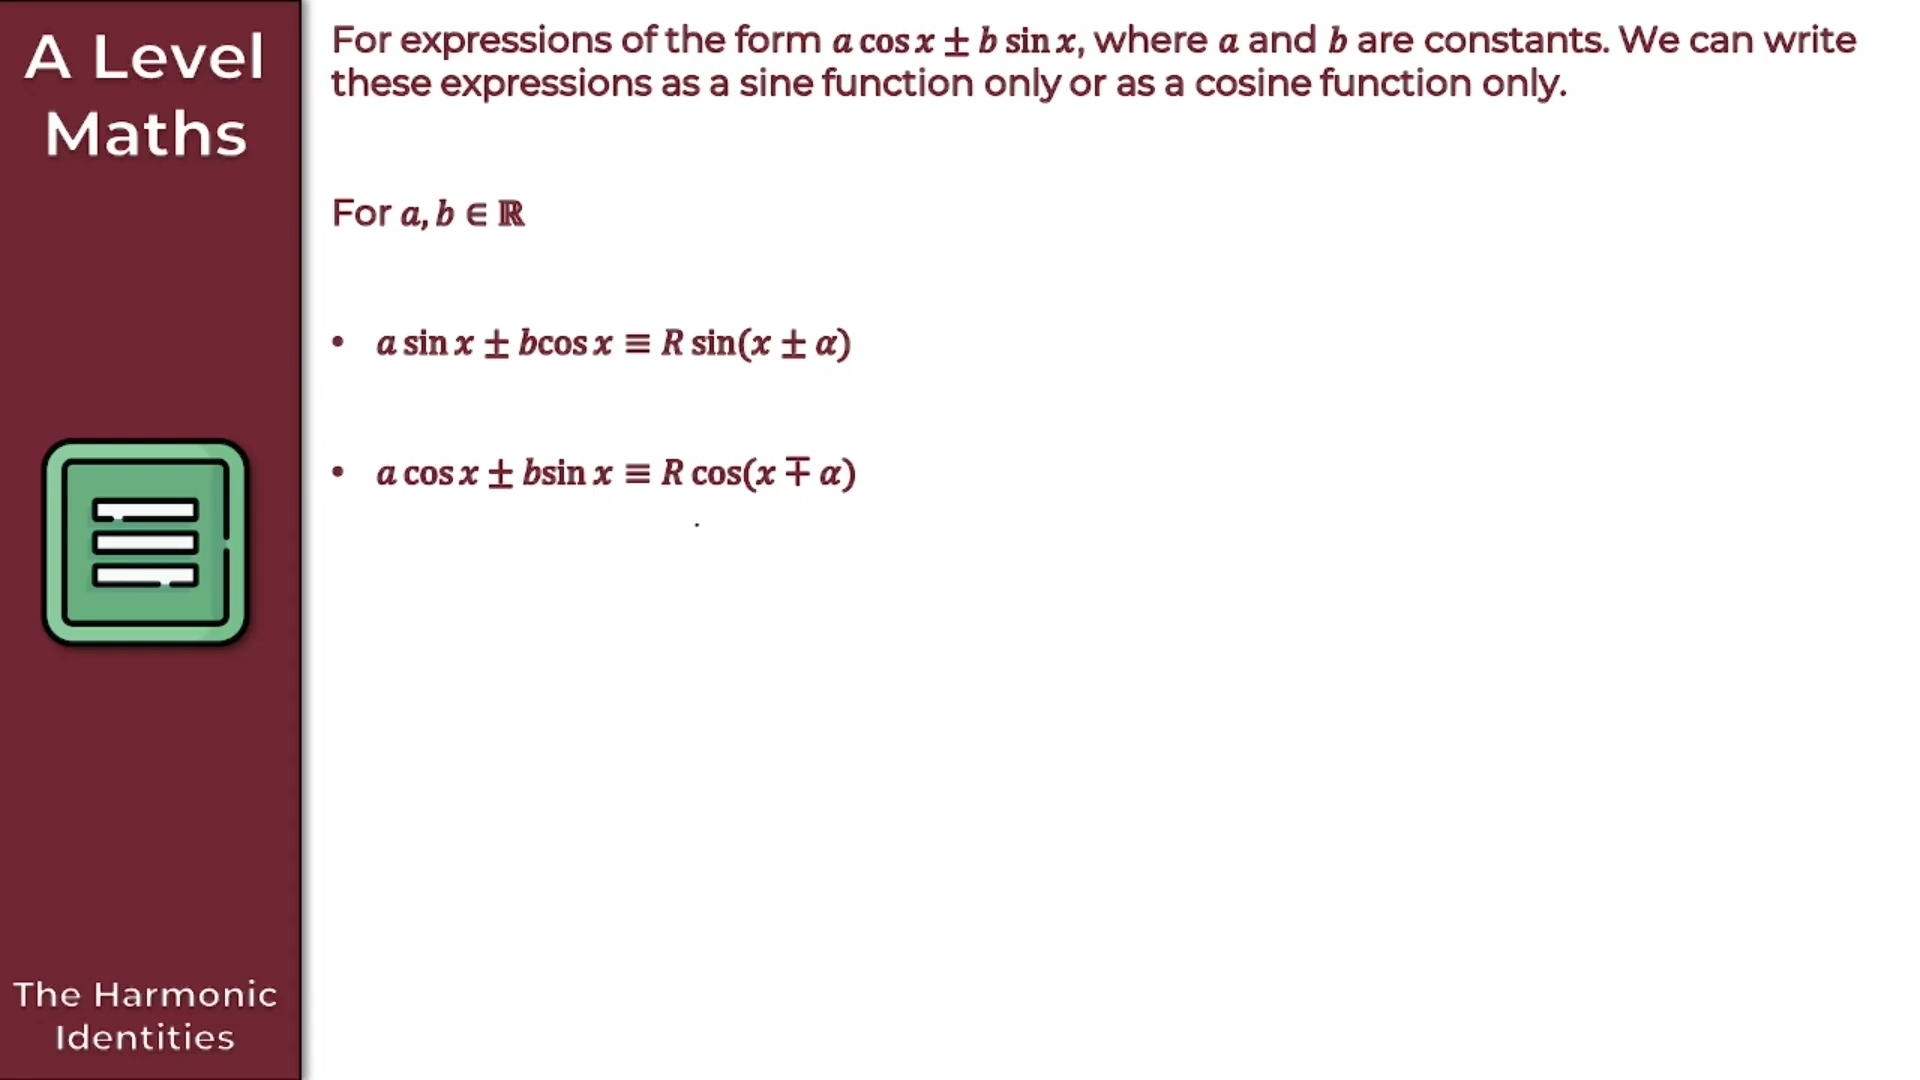 A Level
Maths
For expressions of the form a cos x ± b sin x, where a and b are constants. We can write
these expressions as a sine function only or as a cosine function only.
For a, b ∈ ℝ
• a sin x ± bcos x ≡ R sin(x ± α)
• a cos x ± bsin x ≡ R cos(x ∓ α)
The Harmonic
Identities